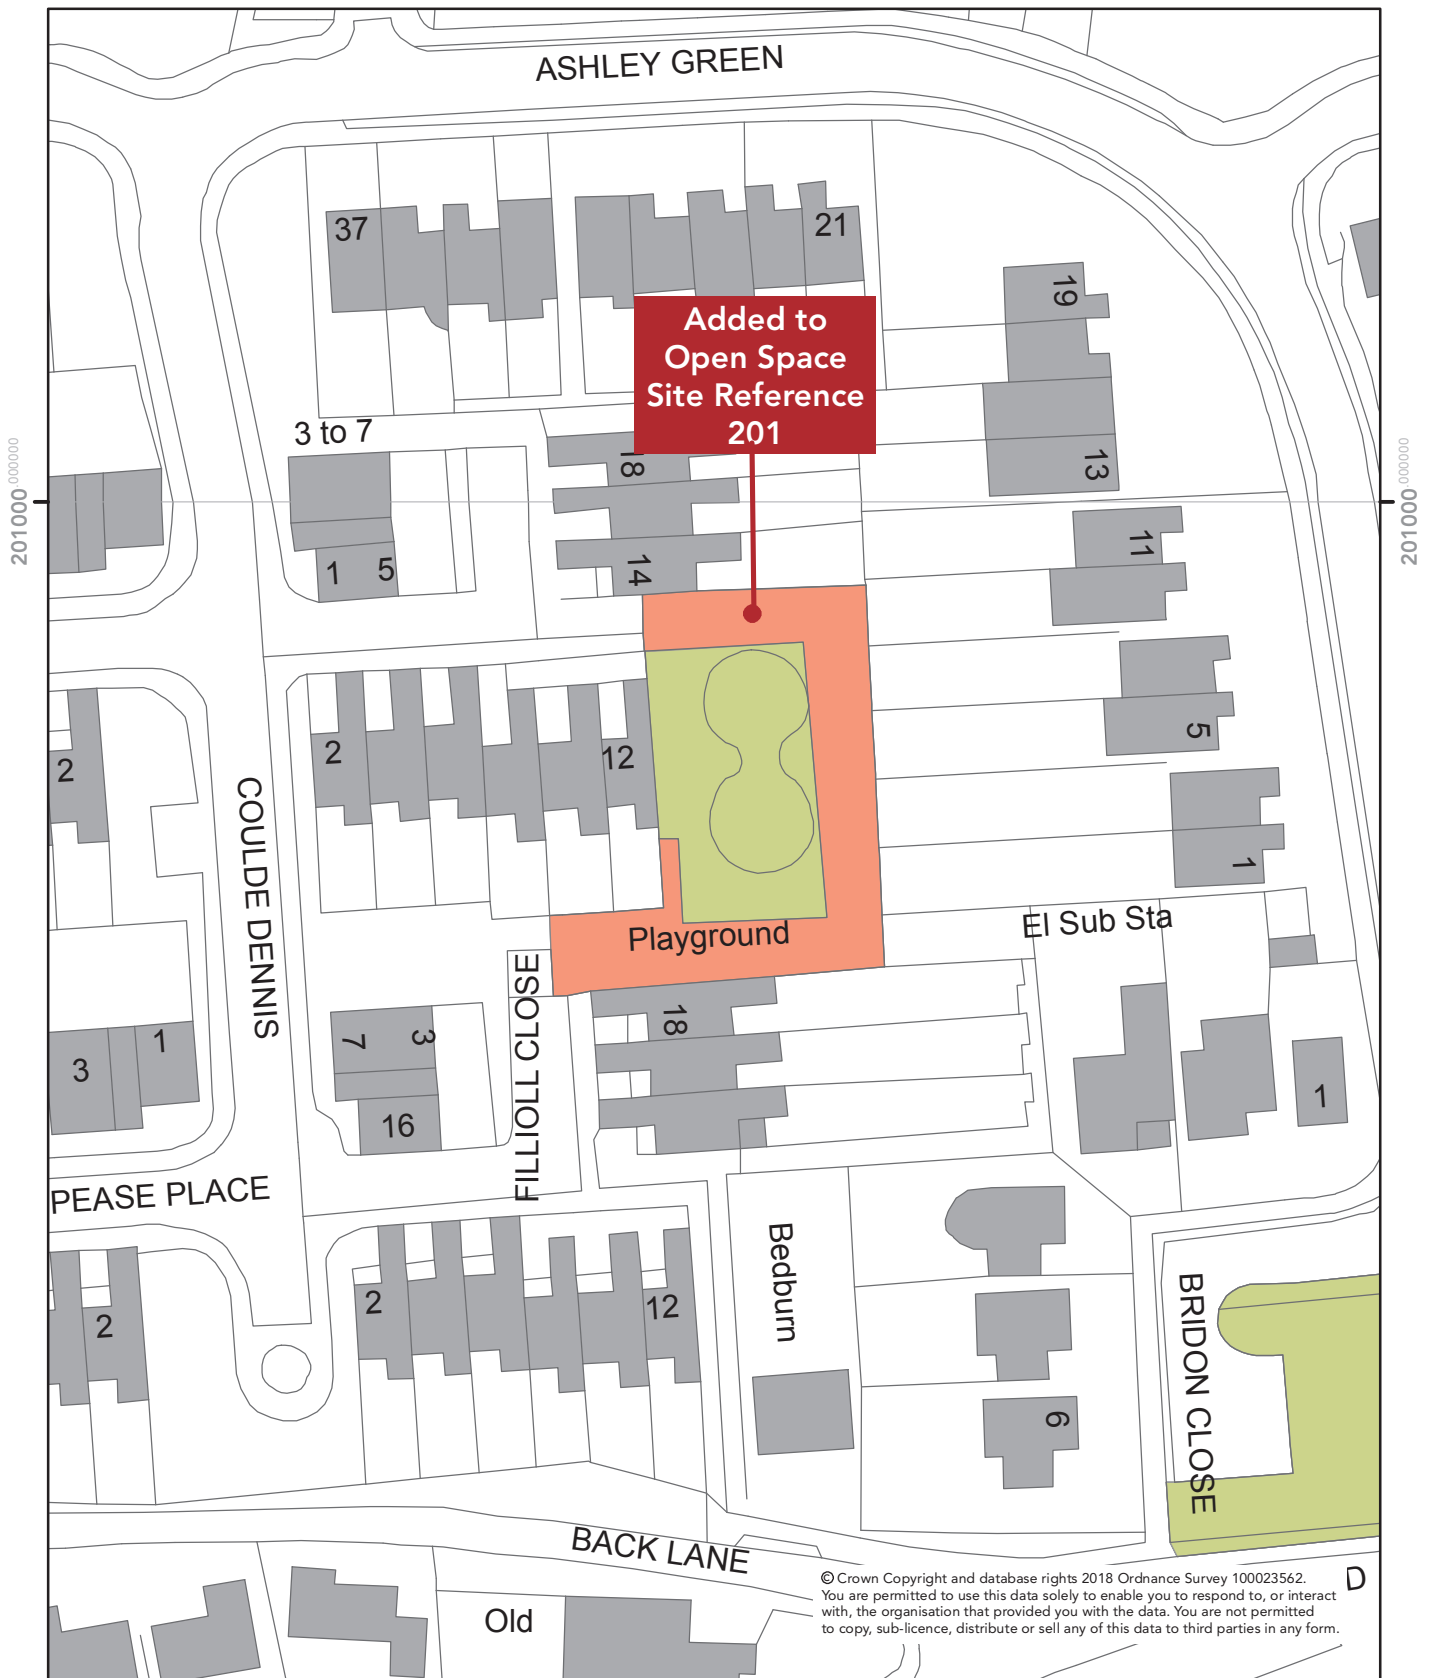 ASHLEY GREEN
37
21
19
Added to
Open Space
Site Reference
201
3 to 7
18
13
201000.000000
201000.000000
1
5
14
11
2
2
12
5
COULDE DENNIS
1
El Sub Sta
Playground
FILLIOLL CLOSE
18
7
3
3
1
16
1
PEASE PLACE
Bedburn
2
2
12
BRIDON CLOSE
6
BACK LANE
© Crown Copyright and database rights 2018 Ordnance Survey 100023562.
You are permitted to use this data solely to enable you to respond to, or interact
with, the organisation that provided you with the data. You are not permitted
to copy, sub-licence, distribute or sell any of this data to third parties in any form.
D
Old